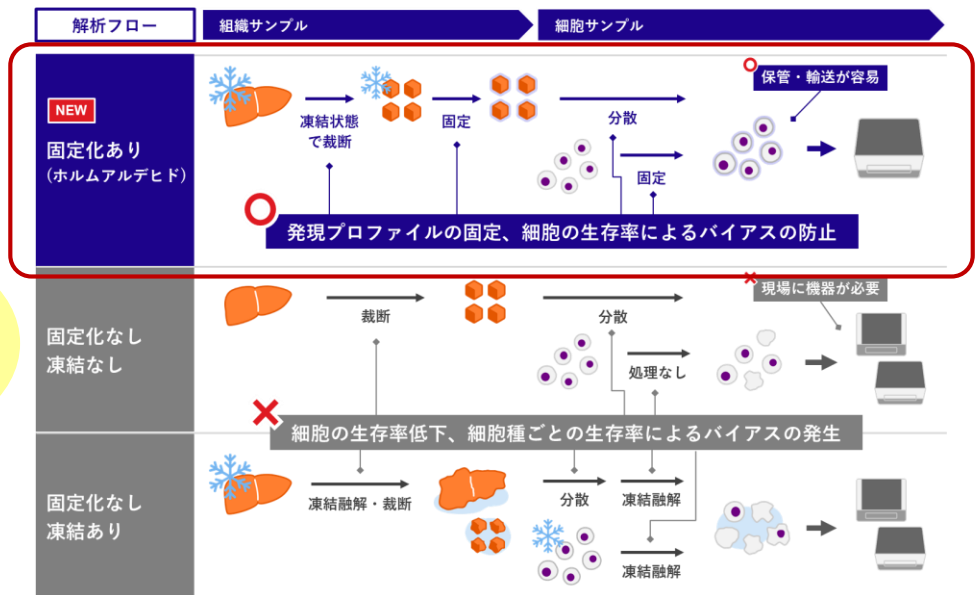 解析フロー
組織サンプル
細胞サンプル
NEW
固定化あり
(ホルムアルデヒド)
凍結状態
で裁断
固定
分散
固定
保管・輸送が容易
発現プロファイルの固定、細胞の生存率によるバイアスの防止
固定化なし
凍結なし
裁断
分散
処理なし
現場に機器が必要
細胞の生存率低下、細胞種ごとの生存率によるバイアスの発生
固定化なし
凍結あり
凍結融解・裁断
分散
凍結融解
凍結融解